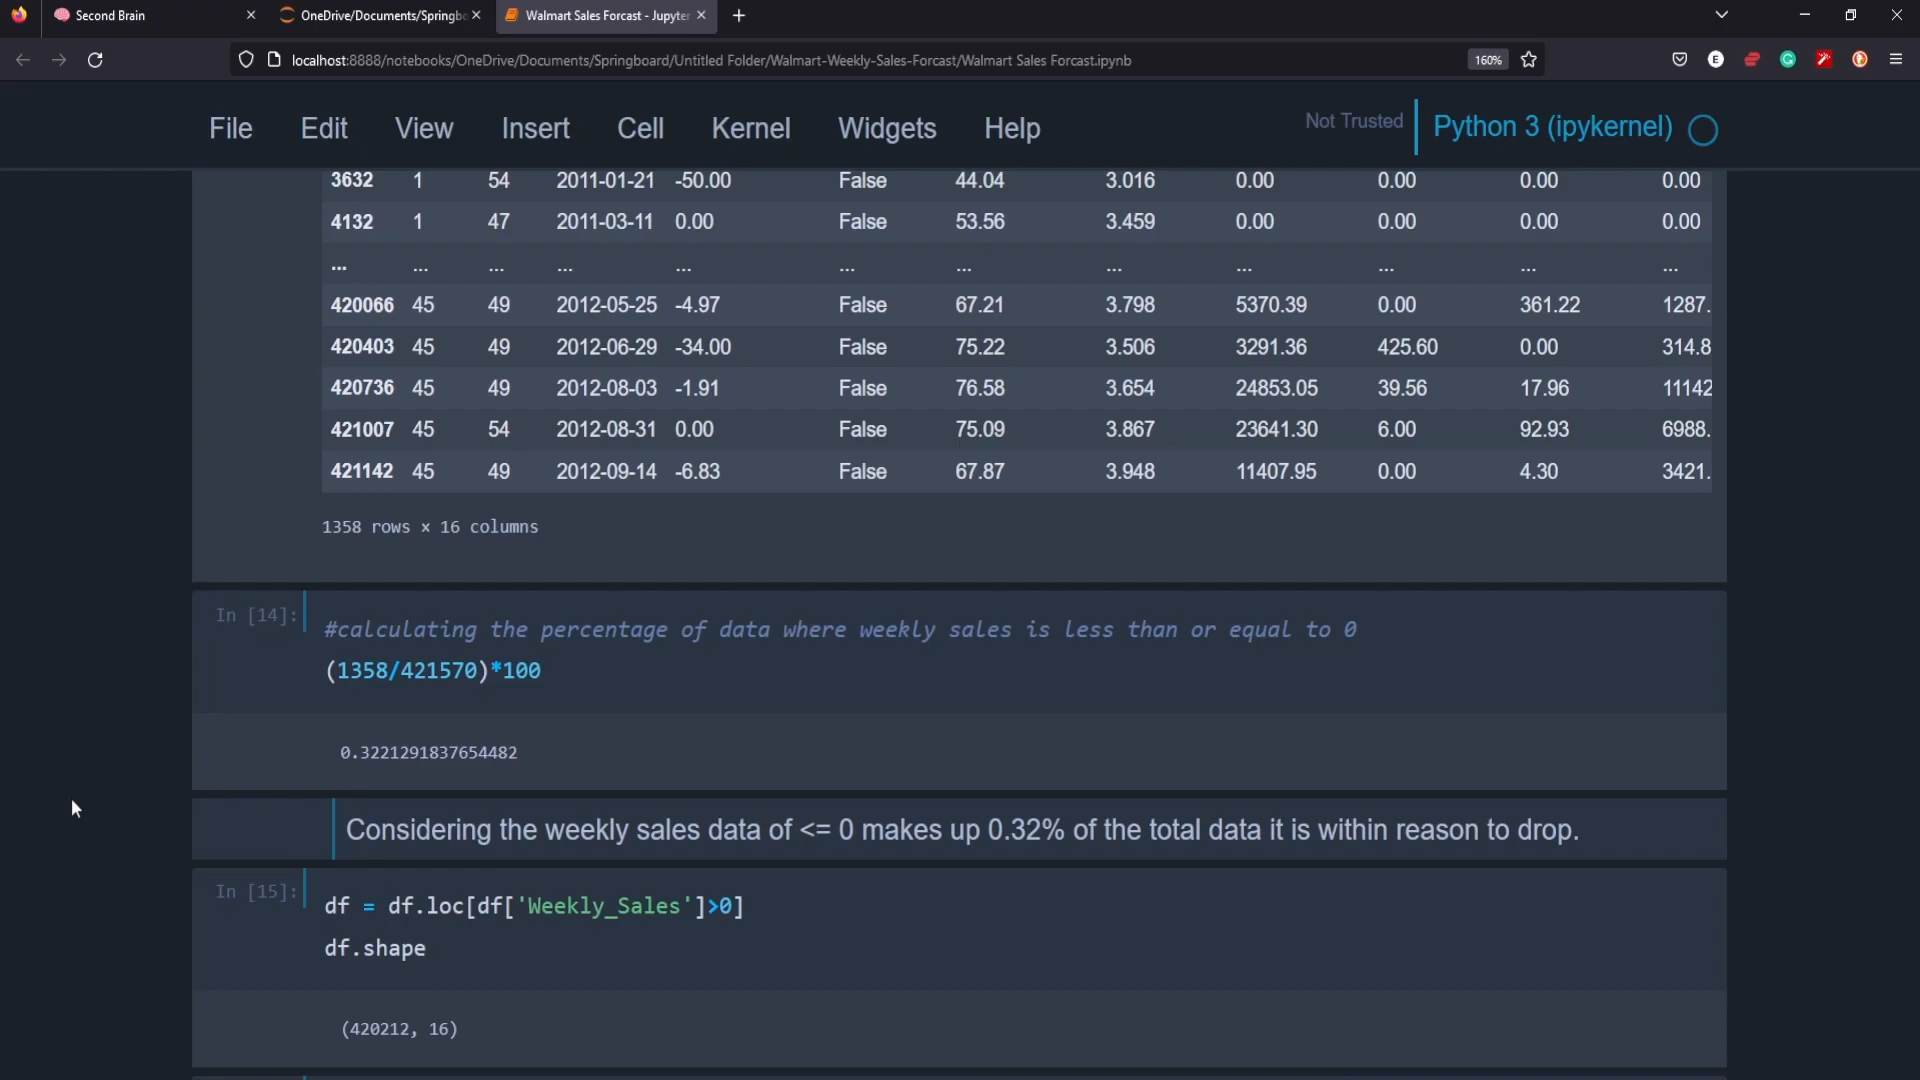 Second Brain
OneDrive/Documents/Springbo
Walmart Sales Forcast - Jupyter
localhost:8888/notebooks/OneDrive/Documents/Springboard/Untitled Folder/Walmart-Weekly-Sales-Forcast/Walmart Sales Forcast.ipynb
160%
File Edit View Insert Cell Kernel Widgets Help
Not Trusted
Python 3 (ipykernel)
3632 1 54 2011-01-21 -50.00 False 44.04 3.016 0.00 0.00 0.00 0.00
4132 1 47 2011-03-11 0.00 False 53.56 3.459 0.00 0.00 0.00 0.00
... ... ... ... ... ... ... ... ... ... ... ...
420066 45 49 2012-05-25 -4.97 False 67.21 3.798 5370.39 0.00 361.22 1287.
420403 45 49 2012-06-29 -34.00 False 75.22 3.506 3291.36 425.60 0.00 314.8
420736 45 49 2012-08-03 -1.91 False 76.58 3.654 24853.05 39.56 17.96 11142
421007 45 54 2012-08-31 0.00 False 75.09 3.867 23641.30 6.00 92.93 6988.
421142 45 49 2012-09-14 -6.83 False 67.87 3.948 11407.95 0.00 4.30 3421.
1358 rows × 16 columns
In [14]:
#calculating the percentage of data where weekly sales is less than or equal to 0
(1358/421570)*100
0.3221291837654482
Considering the weekly sales data of <= 0 makes up 0.32% of the total data it is within reason to drop.
In [15]:
df = df.loc[df['Weekly_Sales']>0]
df.shape
(420212, 16)